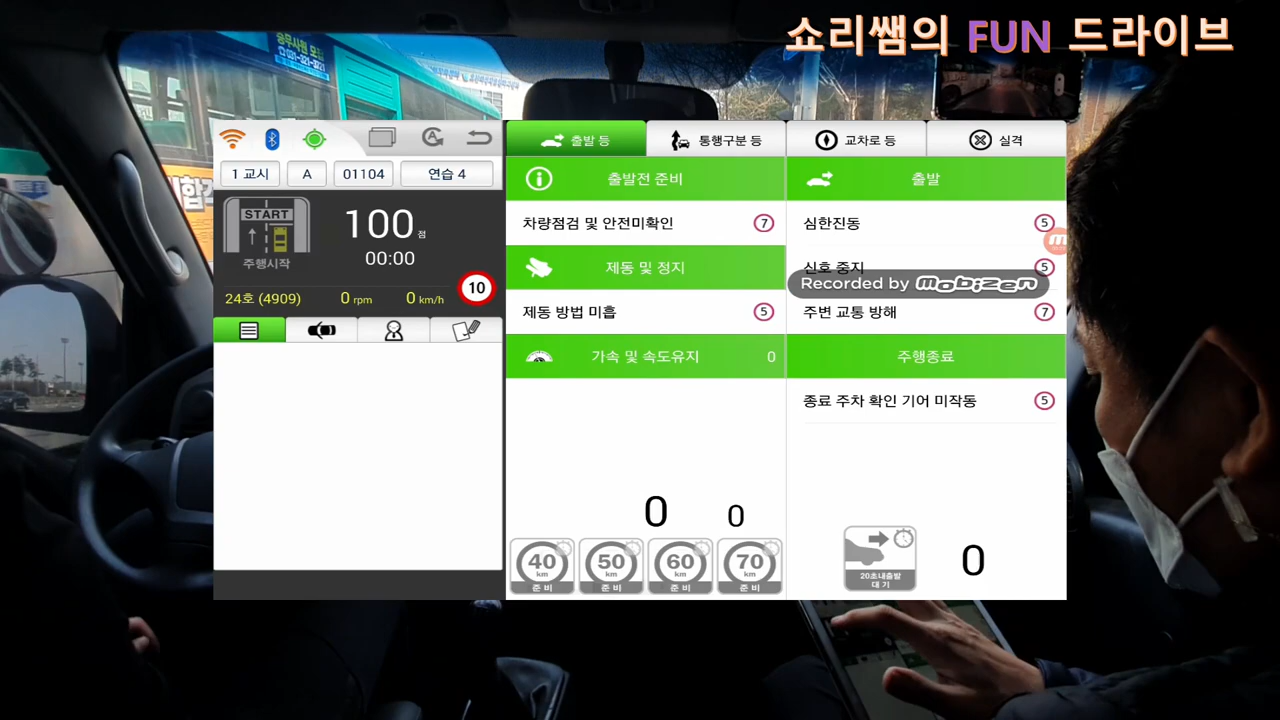 쇼리쌤의 FUN 드라이브
출발 등
통행구분 등
교차로 등
실격
1 교시
A
01104
연습 4
START
주행시작
100 점
00:00
24호 (4909)
0 rpm
0 km/h
10
출발전 준비
차량점검 및 안전미확인 7
제동 및 정지
제동 방법 미흡 5
가속 및 속도유지 0
0
0
40 km 준 비
50 km 준 비
60 km 준 비
70 km 준 비
출발
심한진동 5
신호 중지 5
Recorded by mobizen
주변 교통 방해 7
주행종료
종료 주차 확인 기어 미작동 5
20초내출발
대 기
0